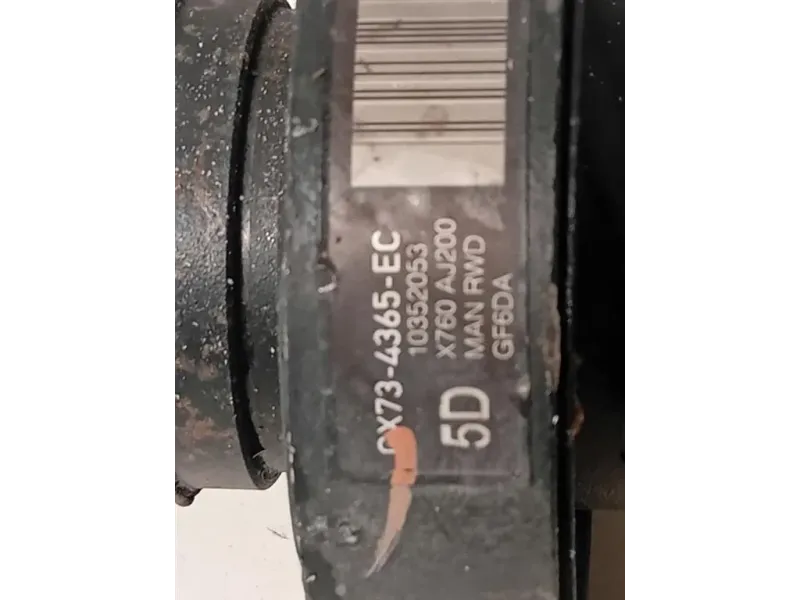 GX73-4365-EC
10352053
X760 AJ200
MAN RWD
GF6DA
5D